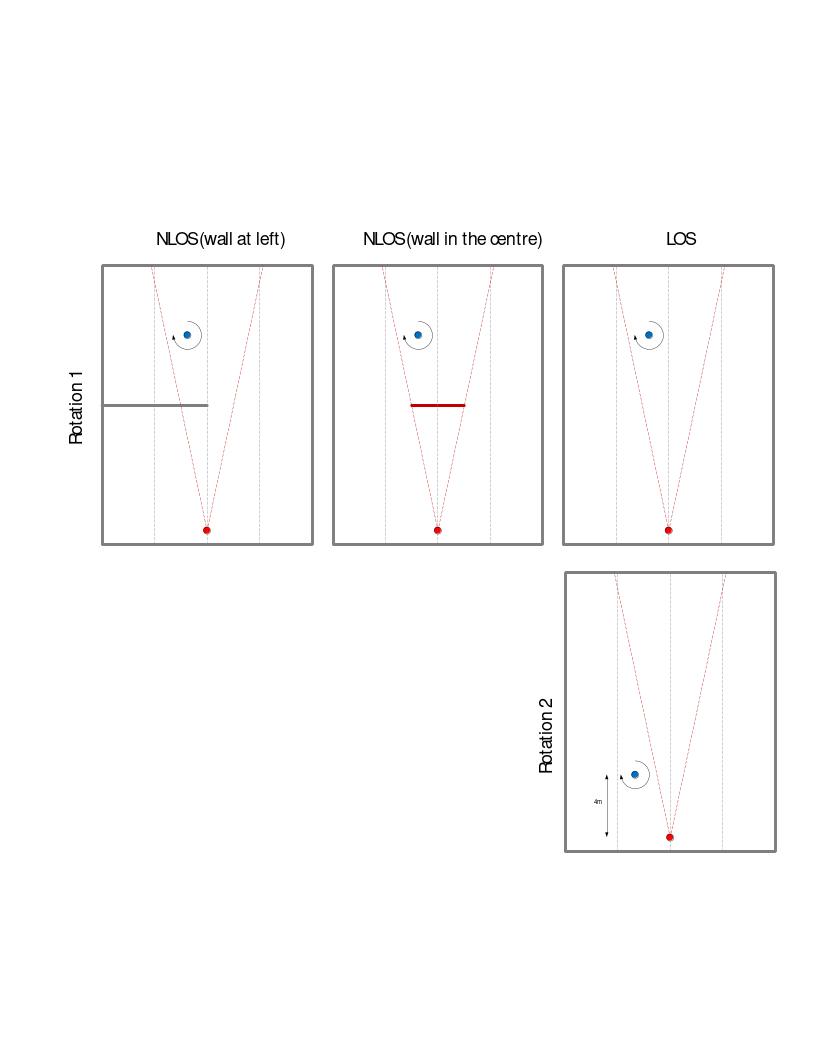 NLOS (wall at left)
NLOS (wall in the centre)
LOS
Rotation 1
Rotation 2
4m